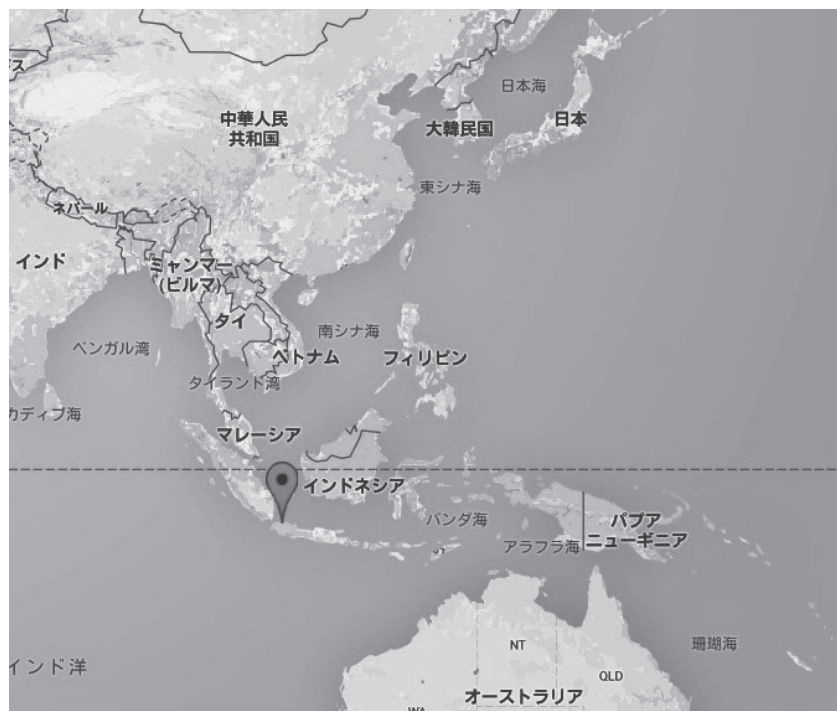 日本海
中華人民
共和国
大韓民国
日本
東シナ海
ネパール
インド
ミャンマー
(ビルマ)
タイ
南シナ海
ベンガル湾
ベトナム
フィリピン
タイランド湾
カディブ海
マレーシア
インドネシア
バンダ海
パプア
ニューギニア
アラフラ海
NT
珊瑚海
インド洋
QLD
オーストラリア
WA